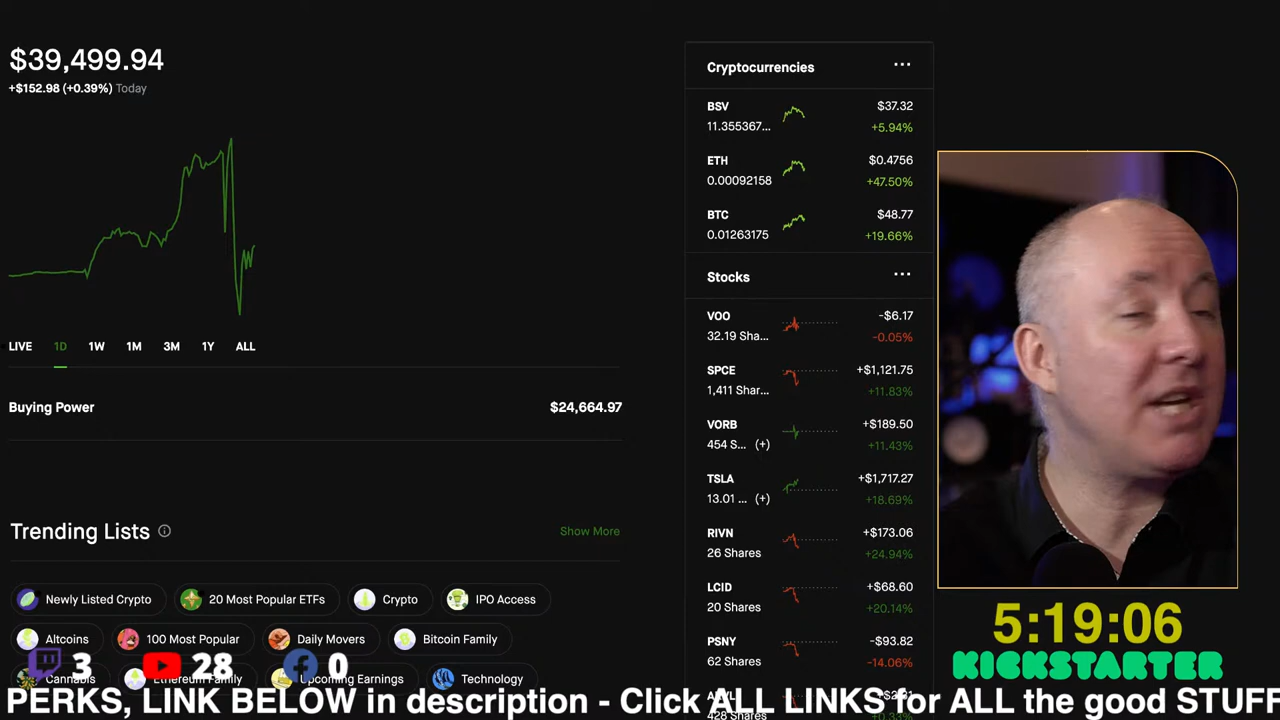 $39,499.94
+$152.98 (+0.39%) Today
LIVE 1D 1W 1M 3M 1Y ALL
Buying Power $24,664.97
Trending Lists Show More
Newly Listed Crypto 20 Most Popular ETFs Crypto IPO Access
Altcoins 100 Most Popular Daily Movers Bitcoin Family
Cannabis Ethereum Family Upcoming Earnings Technology
Cryptocurrencies ...
BSV $37.32
11.355367... +5.94%
ETH $0.4756
0.00092158 +47.50%
BTC $48.77
0.01263175 +19.66%
Stocks ...
VOO -$6.17
32.19 Sha... -0.05%
SPCE +$1,121.75
1,411 Shar... +11.83%
VORB +$189.50
454 S... (+) +11.43%
TSLA +$1,717.27
13.01 ... (+) +18.69%
RIVN +$173.06
26 Shares +24.94%
LCID +$68.60
20 Shares +20.14%
PSNY -$93.82
62 Shares -14.06%
428 Shares +0.33%
5:19:06
KICKSTARTER
3 28 0
PERKS, LINK BELOW in description - Click ALL LINKS for ALL the good STUFF